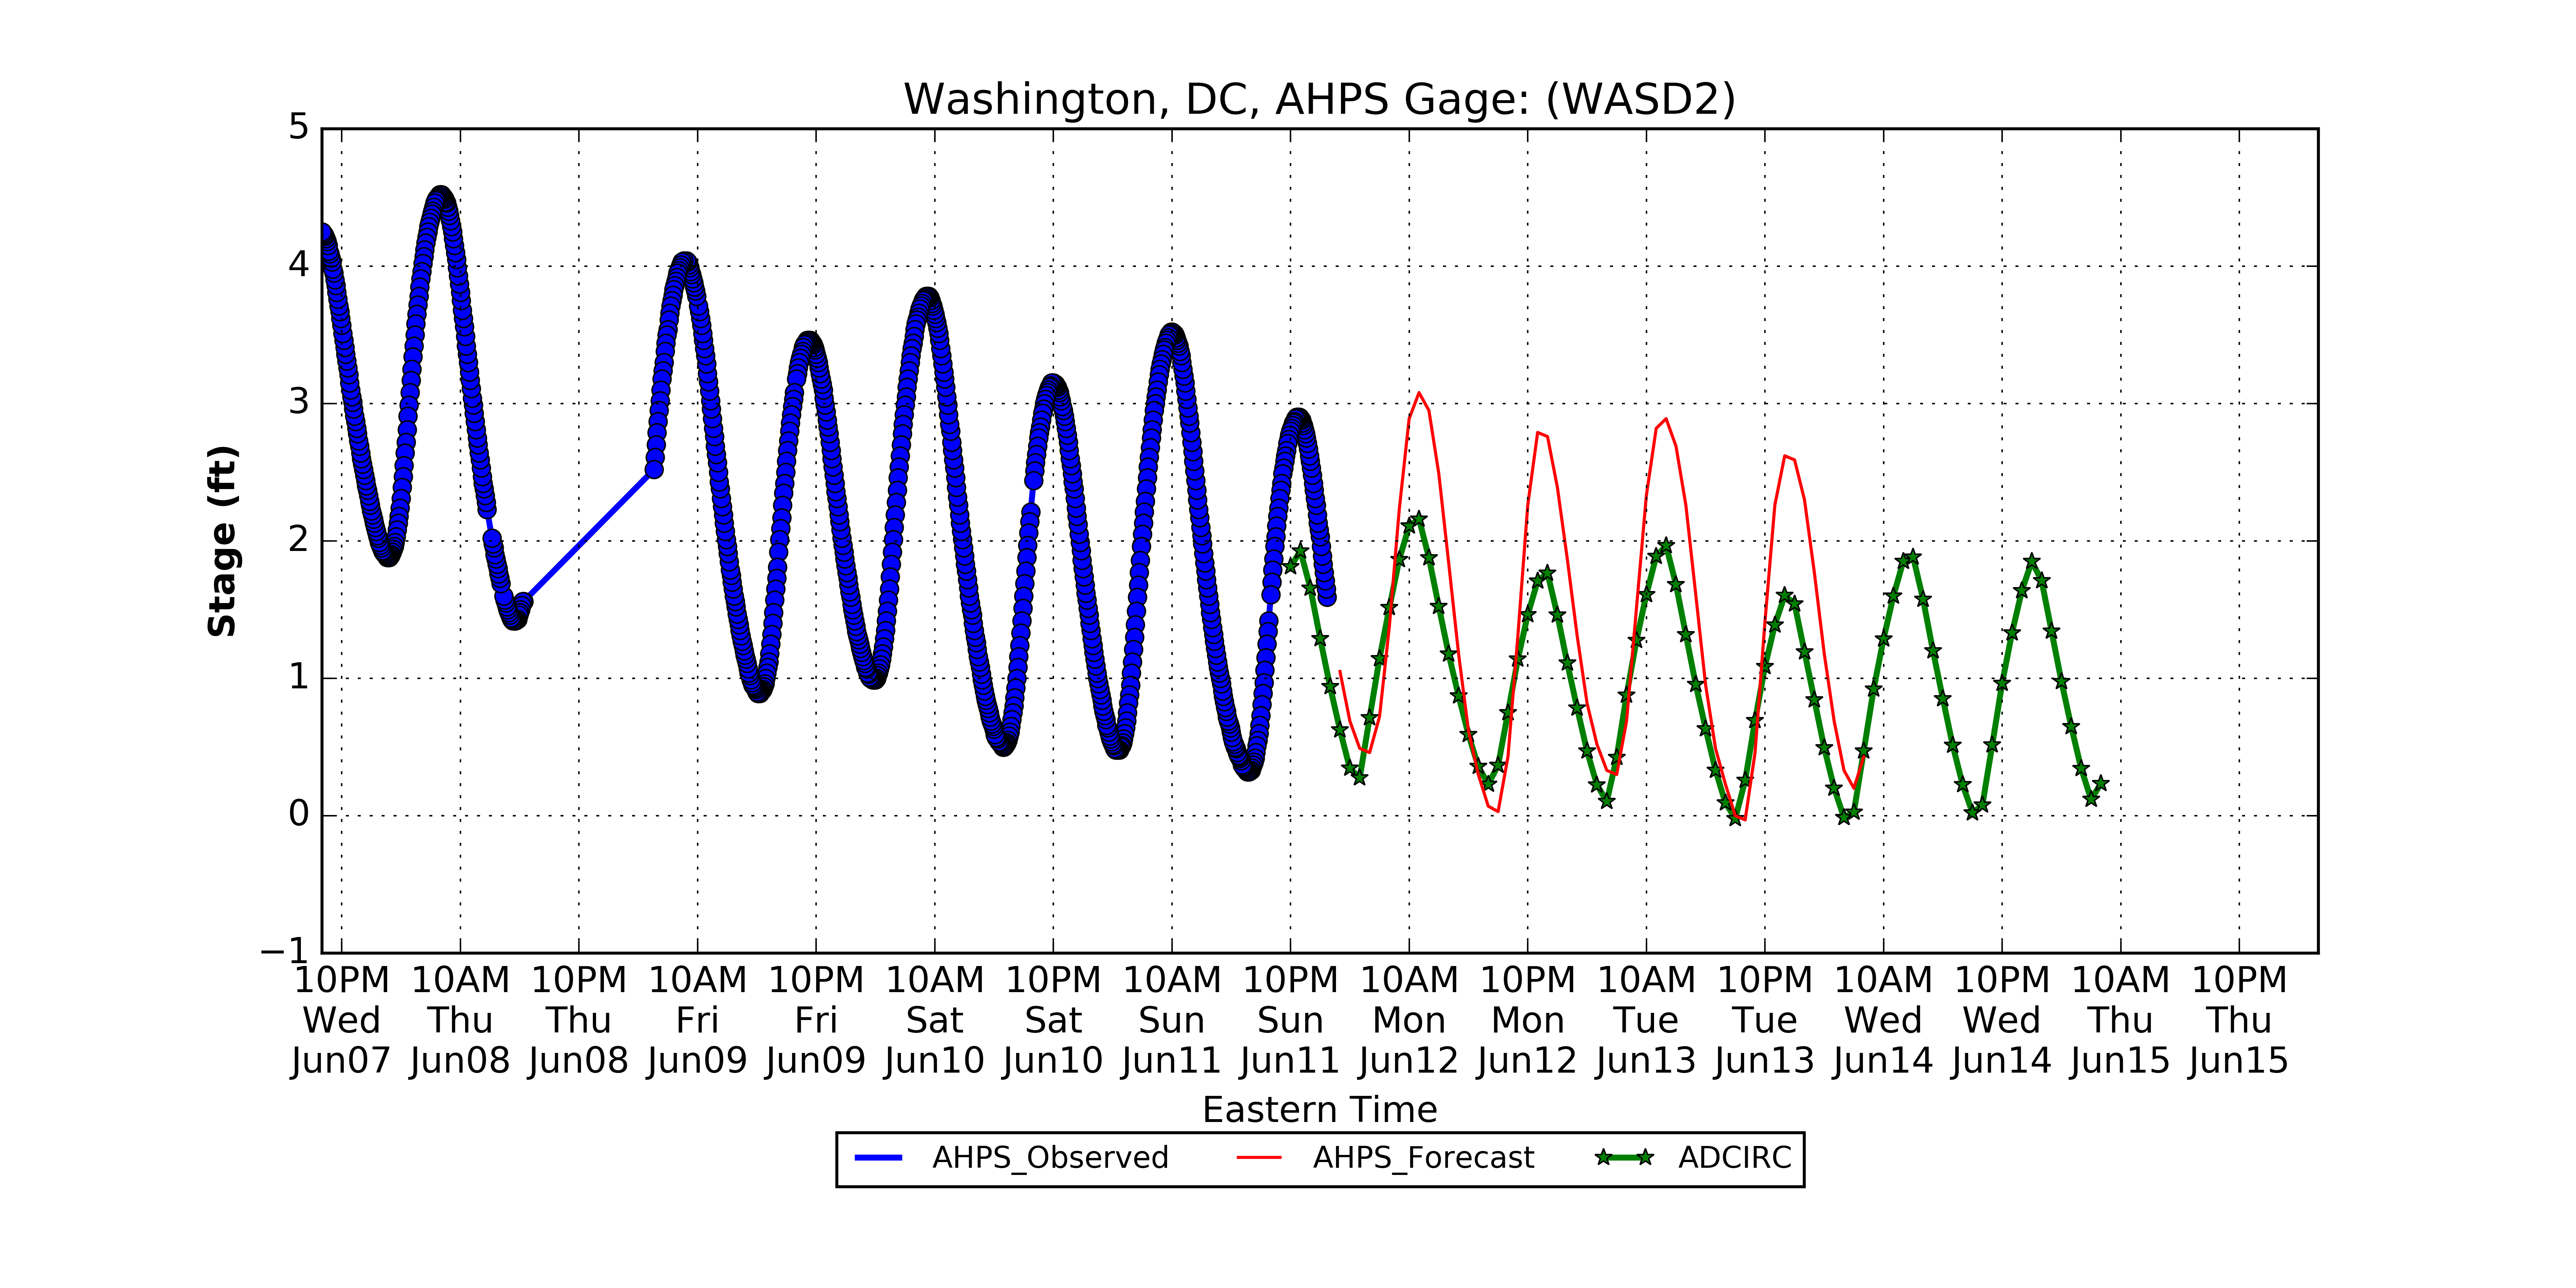 Washington, DC, AHPS Gage: (WASD2)
5
4
3
2
1
0
−1
Stage (ft)
10PM 10AM 10PM 10AM 10PM 10AM 10PM 10AM 10PM 10AM 10PM 10AM 10PM 10AM 10PM 10AM 10PM
Wed Thu Thu Fri Fri Sat Sat Sun Sun Mon Mon Tue Tue Wed Wed Thu Thu
Jun07 Jun08 Jun08 Jun09 Jun09 Jun10 Jun10 Jun11 Jun11 Jun12 Jun12 Jun13 Jun13 Jun14 Jun14 Jun15 Jun15
Eastern Time
AHPS_Observed AHPS_Forecast ADCIRC